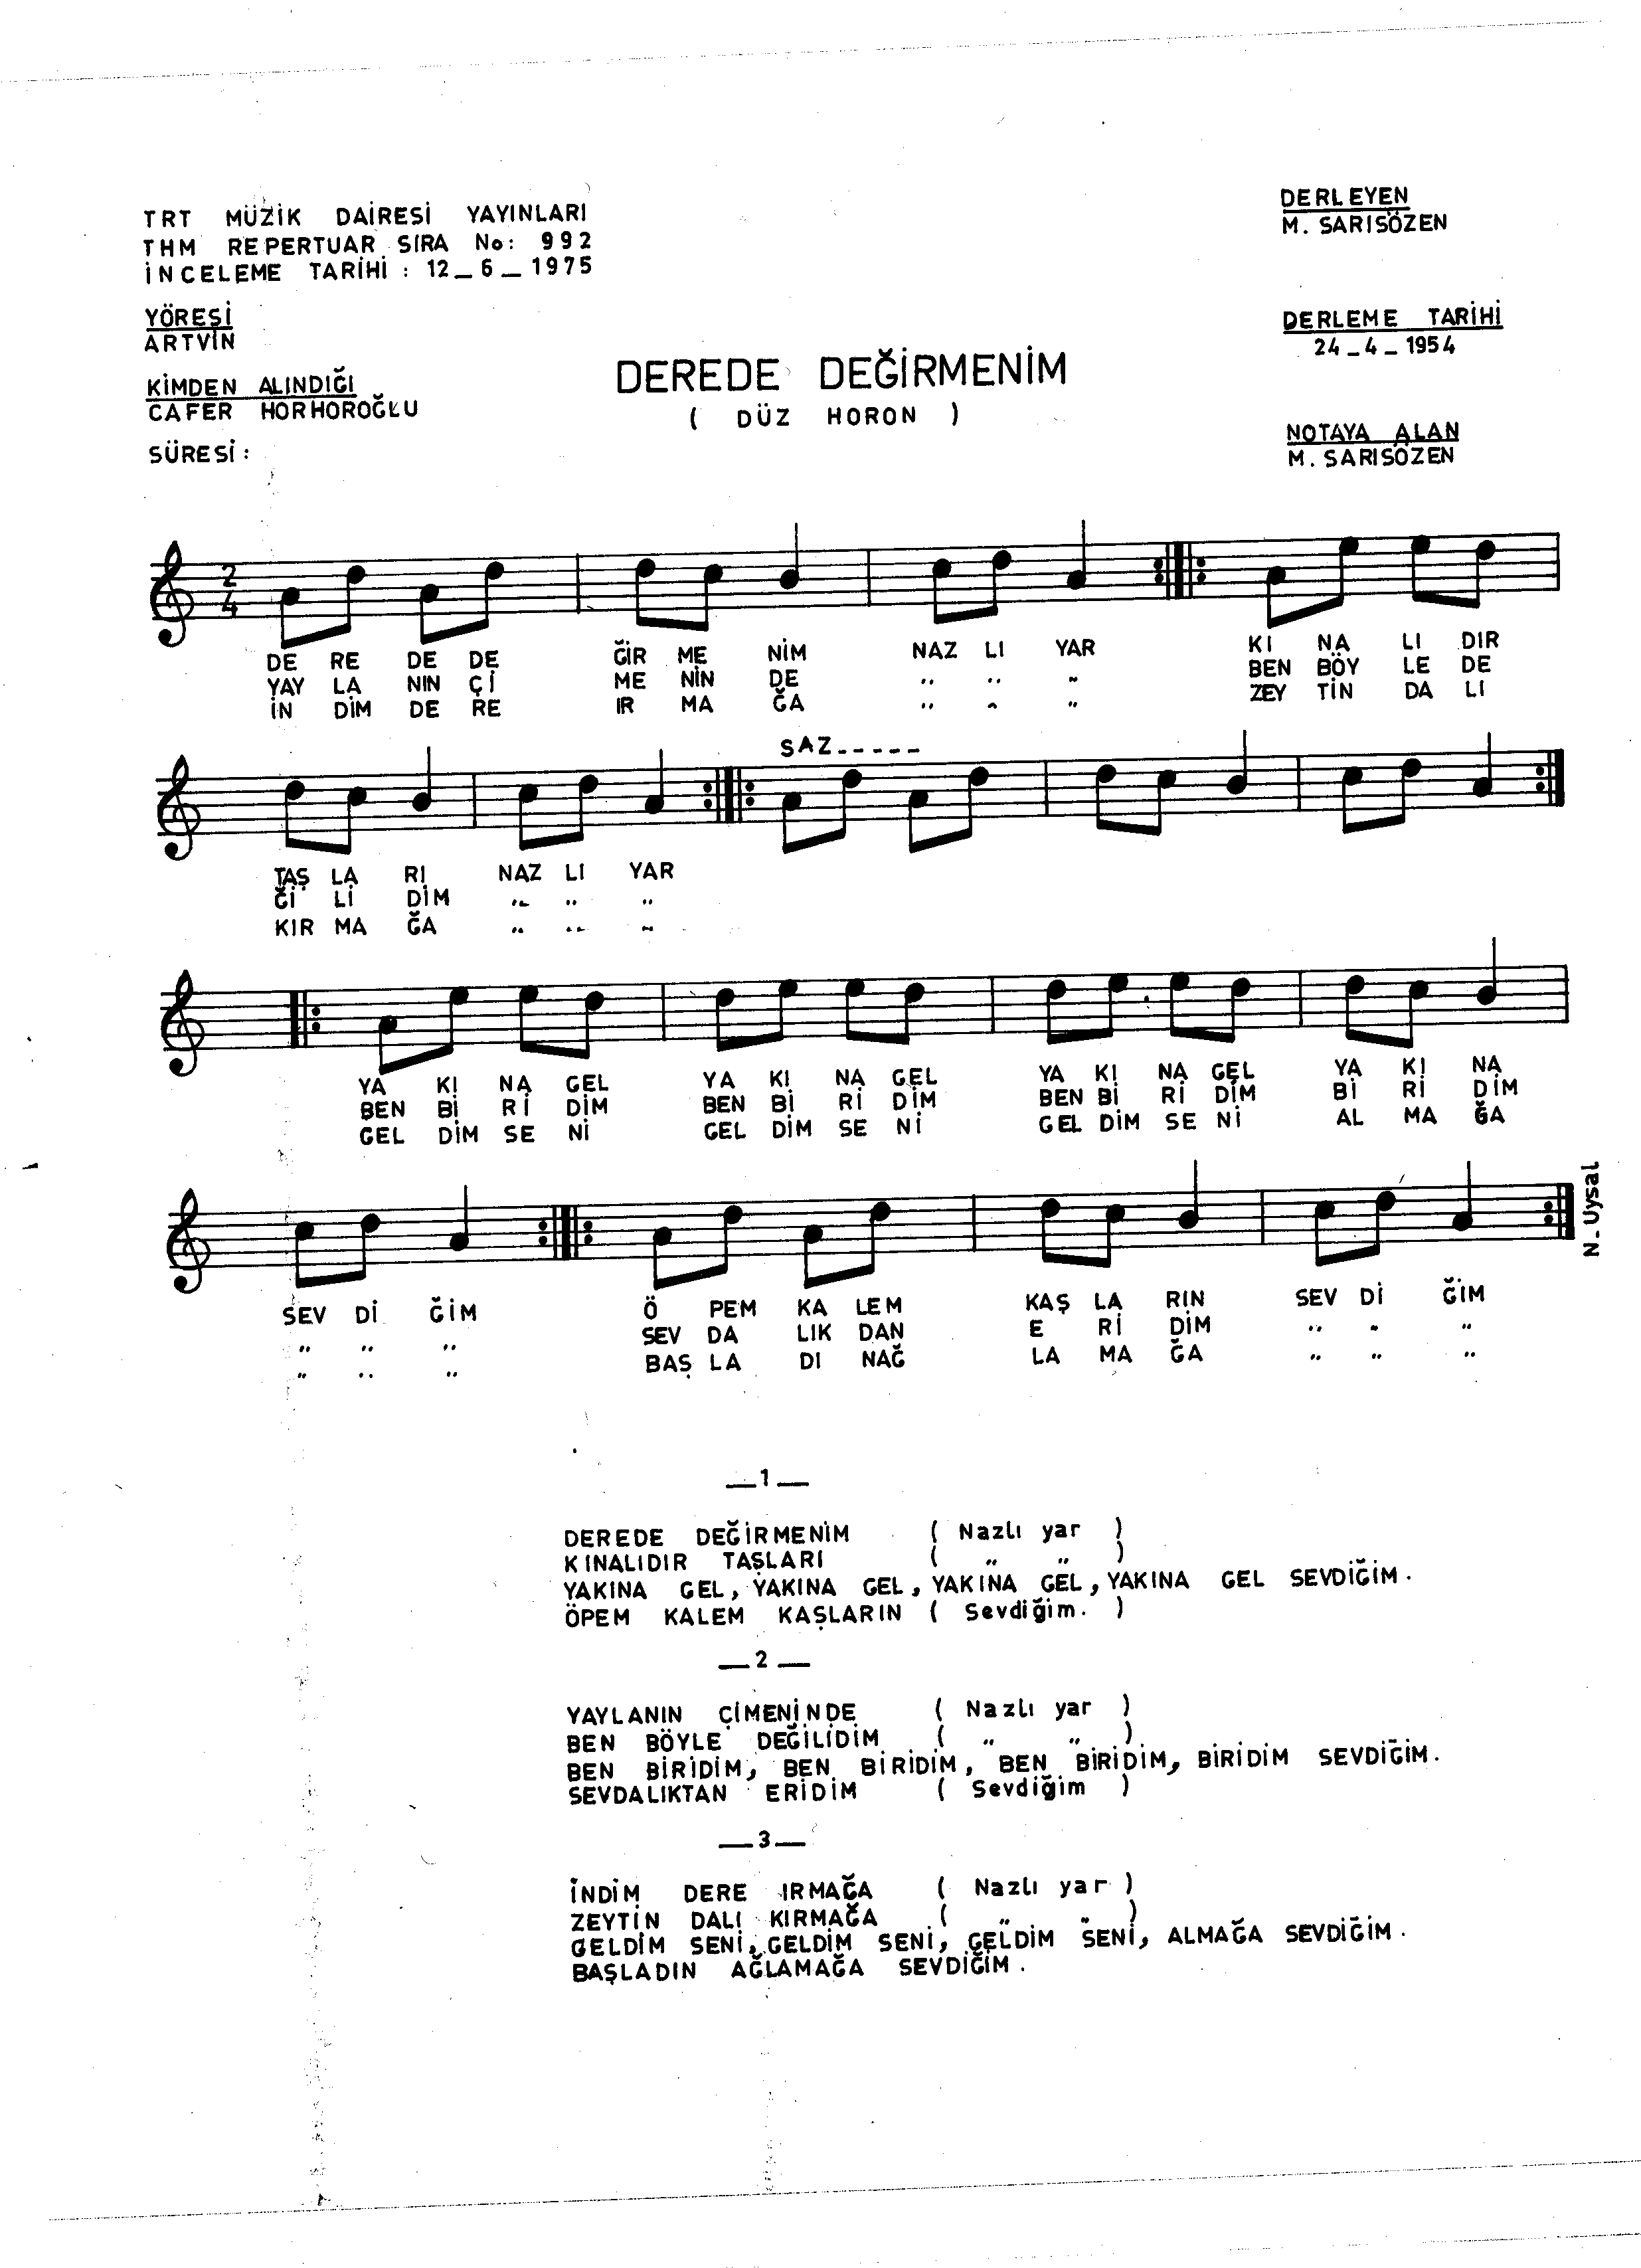 TRT MÜZİK DAİRESİ YAYINLARI
THM REPERTUAR SIRA No: 992
İNCELEME TARİHİ : 12_6_1975
DERLEYEN
M. SARISÖZEN
YÖRESİ
ARTVİN
DERLEME TARİHİ
24_4_1954
KİMDEN ALINDIĞI
CAFER HORHOROĞLU
SÜRESİ:
DEREDE DEĞİRMENİM
( DÜZ HORON )
NOTAYA ALAN
M. SARISÖZEN
2
4
DE RE DE DE ĞİR ME NİM NAZ LI YAR KI NA LI DIR
YAY LA NIN Çİ ME NİN DE " " " BEN BÖY LE DE
İN DİM DE RE IR MA ĞA " " " ZEY TİN DA LI
SAZ_____
TAŞ LA RI NAZ LI YAR
Ğİ Lİ DİM " " "
KIR MA ĞA " " "
YA KI NA GEL YA KI NA GEL YA KI NA GEL YA KI NA
BEN Bİ Rİ DİM BEN Bİ Rİ DİM BEN Bİ Rİ DİM Bİ Rİ DİM
GEL DİM SE Nİ GEL DİM SE Nİ GEL DİM SE Nİ AL MA ĞA
N. Uysal
SEV Dİ ĞİM Ö PEM KA LEM KAŞ LA RIN SEV Dİ ĞİM
" " " SEV DA LIK DAN E Rİ DİM " " "
" " " BAŞ LA DI NAĞ LA MA ĞA " " "
_1_
DEREDE DEĞİRMENİM ( Nazlı yar )
KINALIDIR TAŞLARI ( " " )
YAKINA GEL, YAKINA GEL, YAKINA GEL, YAKINA GEL SEVDİĞİM.
ÖPEM KALEM KAŞLARIN ( Sevdiğim. )
_2_
YAYLANIN ÇİMENİNDE ( Nazlı yar )
BEN BÖYLE DEĞİLİDİM ( " " )
BEN BİRİDİM, BEN BİRİDİM, BEN BİRİDİM, BİRİDİM SEVDİĞİM.
SEVDALIKTAN ERİDİM ( Sevdiğim )
_3_
İNDİM DERE IRMAĞA ( Nazlı yar )
ZEYTİN DALI KIRMAĞA ( " " )
GELDİM SENİ, GELDİM SENİ, GELDİM SENİ, ALMAĞA SEVDİĞİM.
BAŞLADIN AĞLAMAĞA SEVDİĞİM.